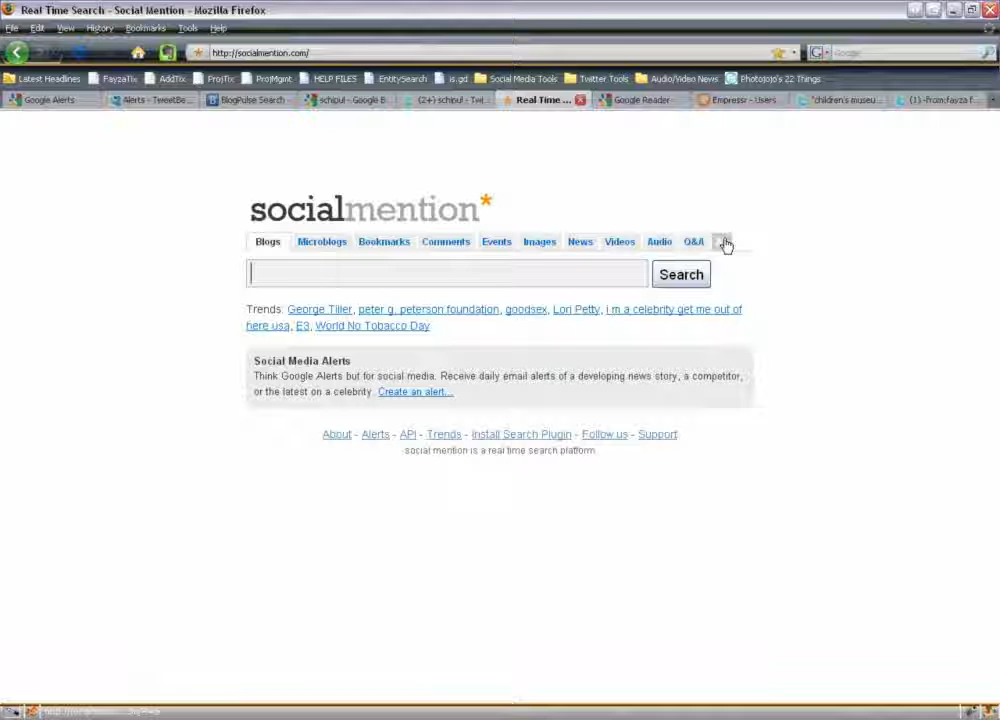 Real Time Search - Social Mention - Mozilla Firefox
File Edit View History Bookmarks Tools Help
http://socialmention.com/ Google
Latest Headlines FayzaTix AddTix ProjTix ProjMgmt HELP FILES EntitySearch is.gd Social Media Tools Twitter Tools Audio/Video News Photojojo's 22 Things
Google Alerts Alerts - TweetBe... BlogPulse Search schipul - Google B... (2+) schipul - Twi... Real Time ... Google Reader Empressr - Users "children's museu... (1) -from:fayza f...
socialmention*
Blogs Microblogs Bookmarks Comments Events Images News Videos Audio Q&A
Search
Trends: George Tiller, peter g. peterson foundation, goodsex, Lori Petty, i m a celebrity get me out of
here usa, E3, World No Tobacco Day
Social Media Alerts
Think Google Alerts but for social media. Receive daily email alerts of a developing news story, a competitor,
or the latest on a celebrity. Create an alert...
About - Alerts - API - Trends - Install Search Plugin - Follow us - Support
social mention is a real time search platform